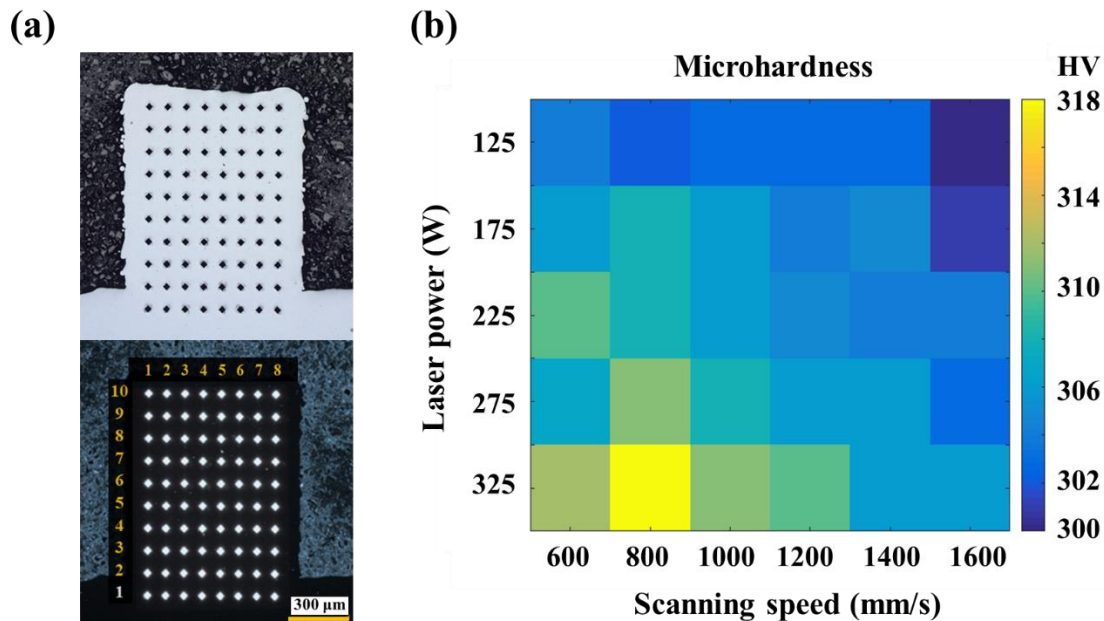 (a)
1 2 3 4 5 6 7 8
10
9
8
7
6
5
4
3
2
1
300 µm
(b)
Microhardness
HV
Laser power (W)
125
175
225
275
325
600 800 1000 1200 1400 1600
Scanning speed (mm/s)
318
314
310
306
302
300